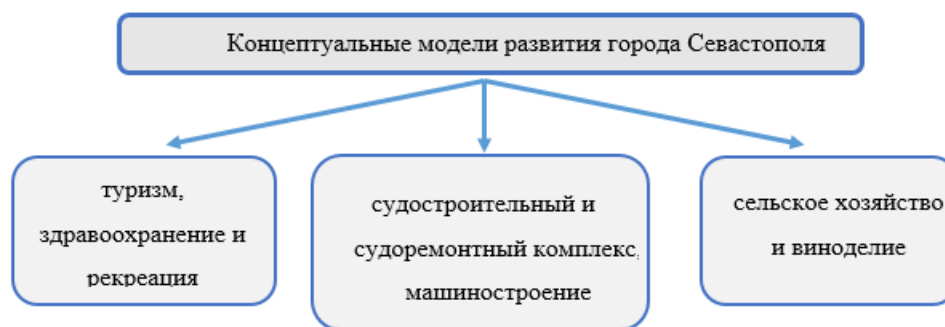 Концептуальные модели развития города Севастополя
туризм,
здравоохранение и
рекреация
судостроительный и
судоремонтный комплекс,
машиностроение
сельское хозяйство
и виноделие